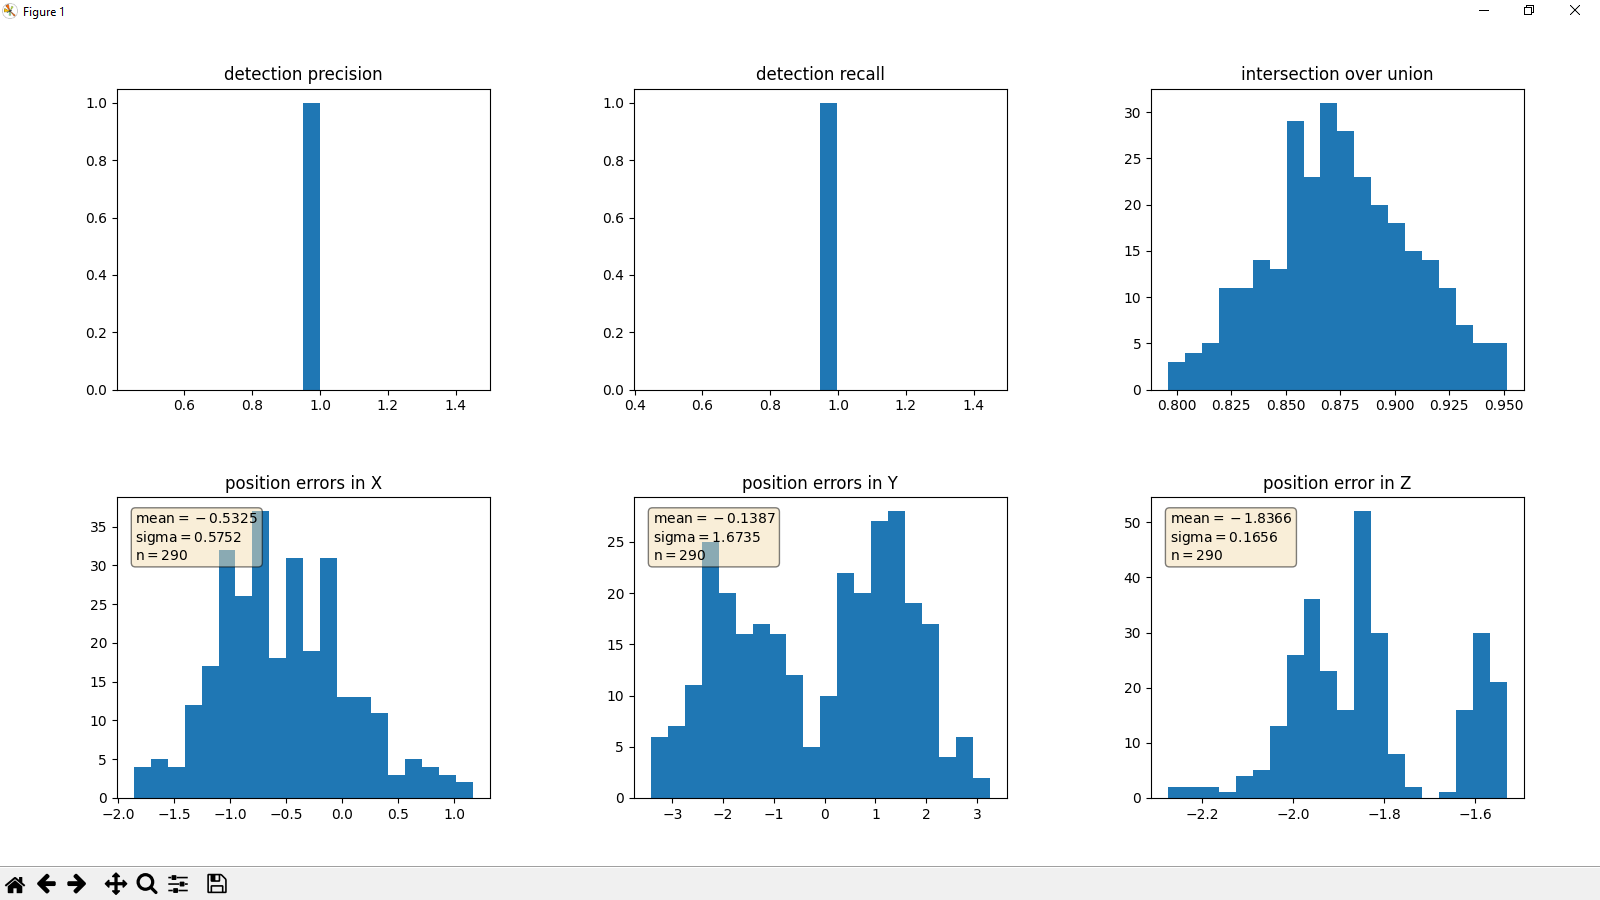 Figure 1
detection precision
1.0
0.8
0.6
0.4
0.2
0.0
0.6 0.8 1.0 1.2 1.4
detection recall
1.0
0.8
0.6
0.4
0.2
0.0
0.4 0.6 0.8 1.0 1.2 1.4
intersection over union
30
25
20
15
10
5
0
0.800 0.825 0.850 0.875 0.900 0.925 0.950
position errors in X
mean = −0.5325
sigma = 0.5752
n = 290
35
30
25
20
15
10
5
0
−2.0 −1.5 −1.0 −0.5 0.0 0.5 1.0
position errors in Y
mean = −0.1387
sigma = 1.6735
n = 290
25
20
15
10
5
0
−3 −2 −1 0 1 2 3
position error in Z
mean = −1.8366
sigma = 0.1656
n = 290
50
40
30
20
10
0
−2.2 −2.0 −1.8 −1.6